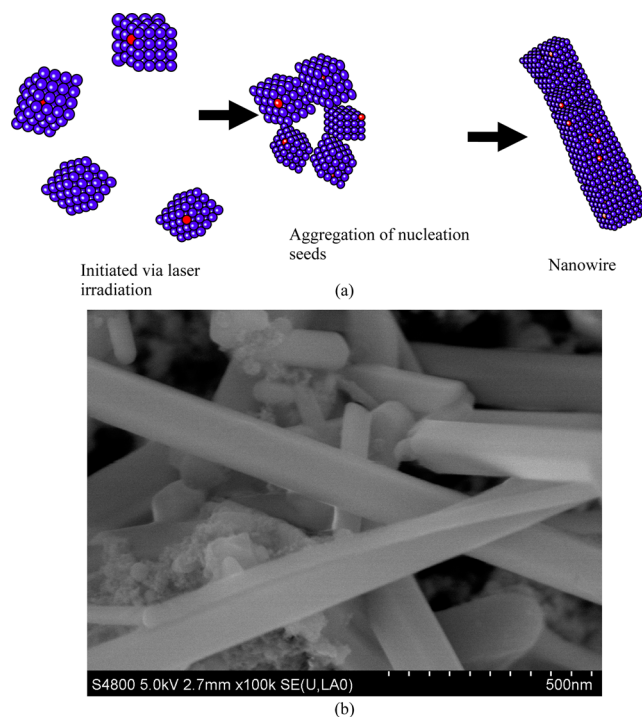 Initiated via laser
irradiation
Aggregation of nucleation
seeds
Nanowire
(a)
S4800 5.0kV 2.7mm x100k SE(U,LA0) 500nm
(b)